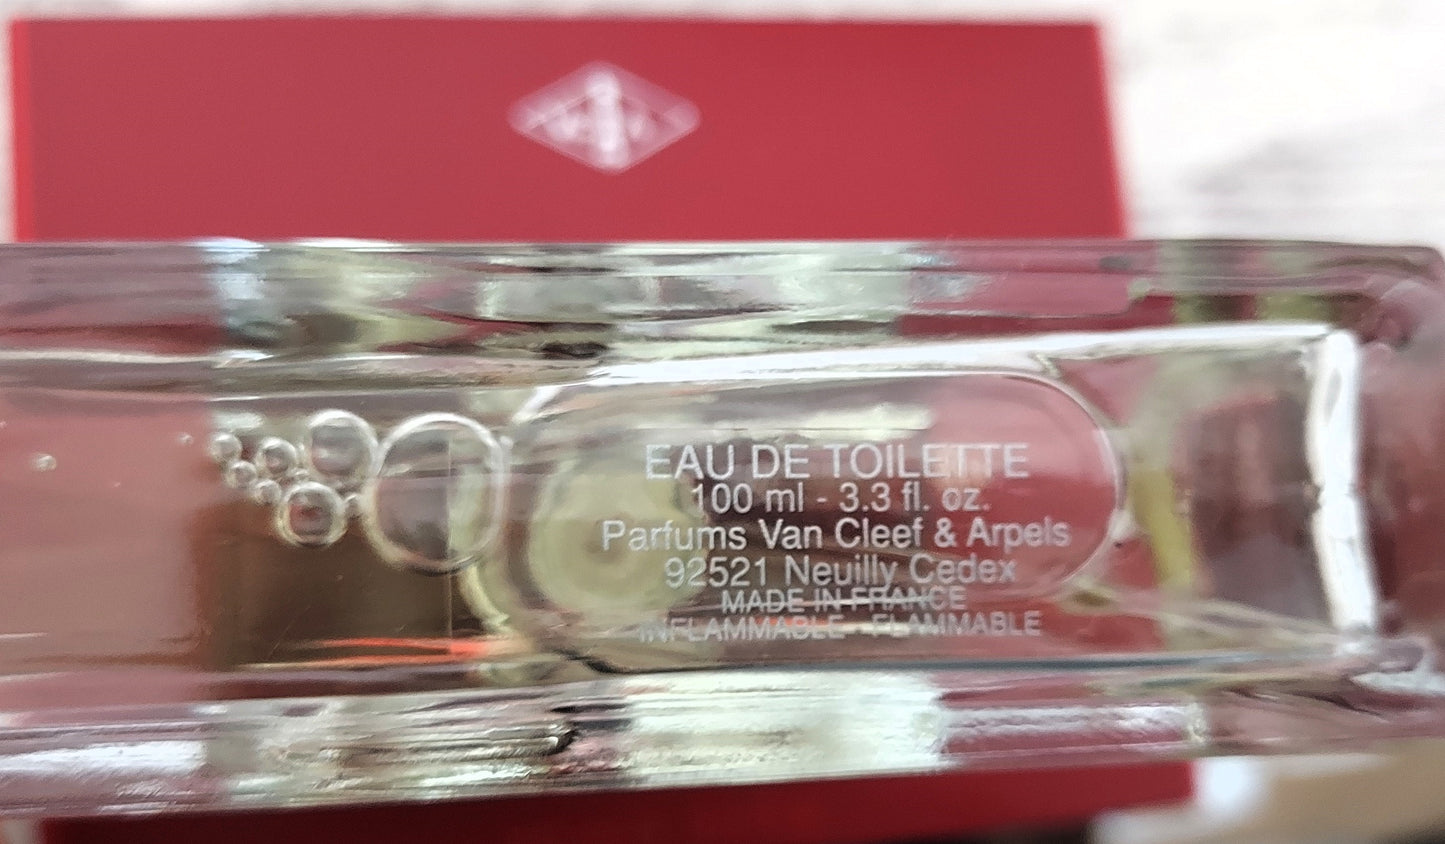 EAU DE TOILETTE
100 ml - 3.3 fl. oz.
Parfums Van Cleef & Arpels
92521 Neuilly Cedex
MADE IN FRANCE
INFLAMMABLE - FLAMMABLE